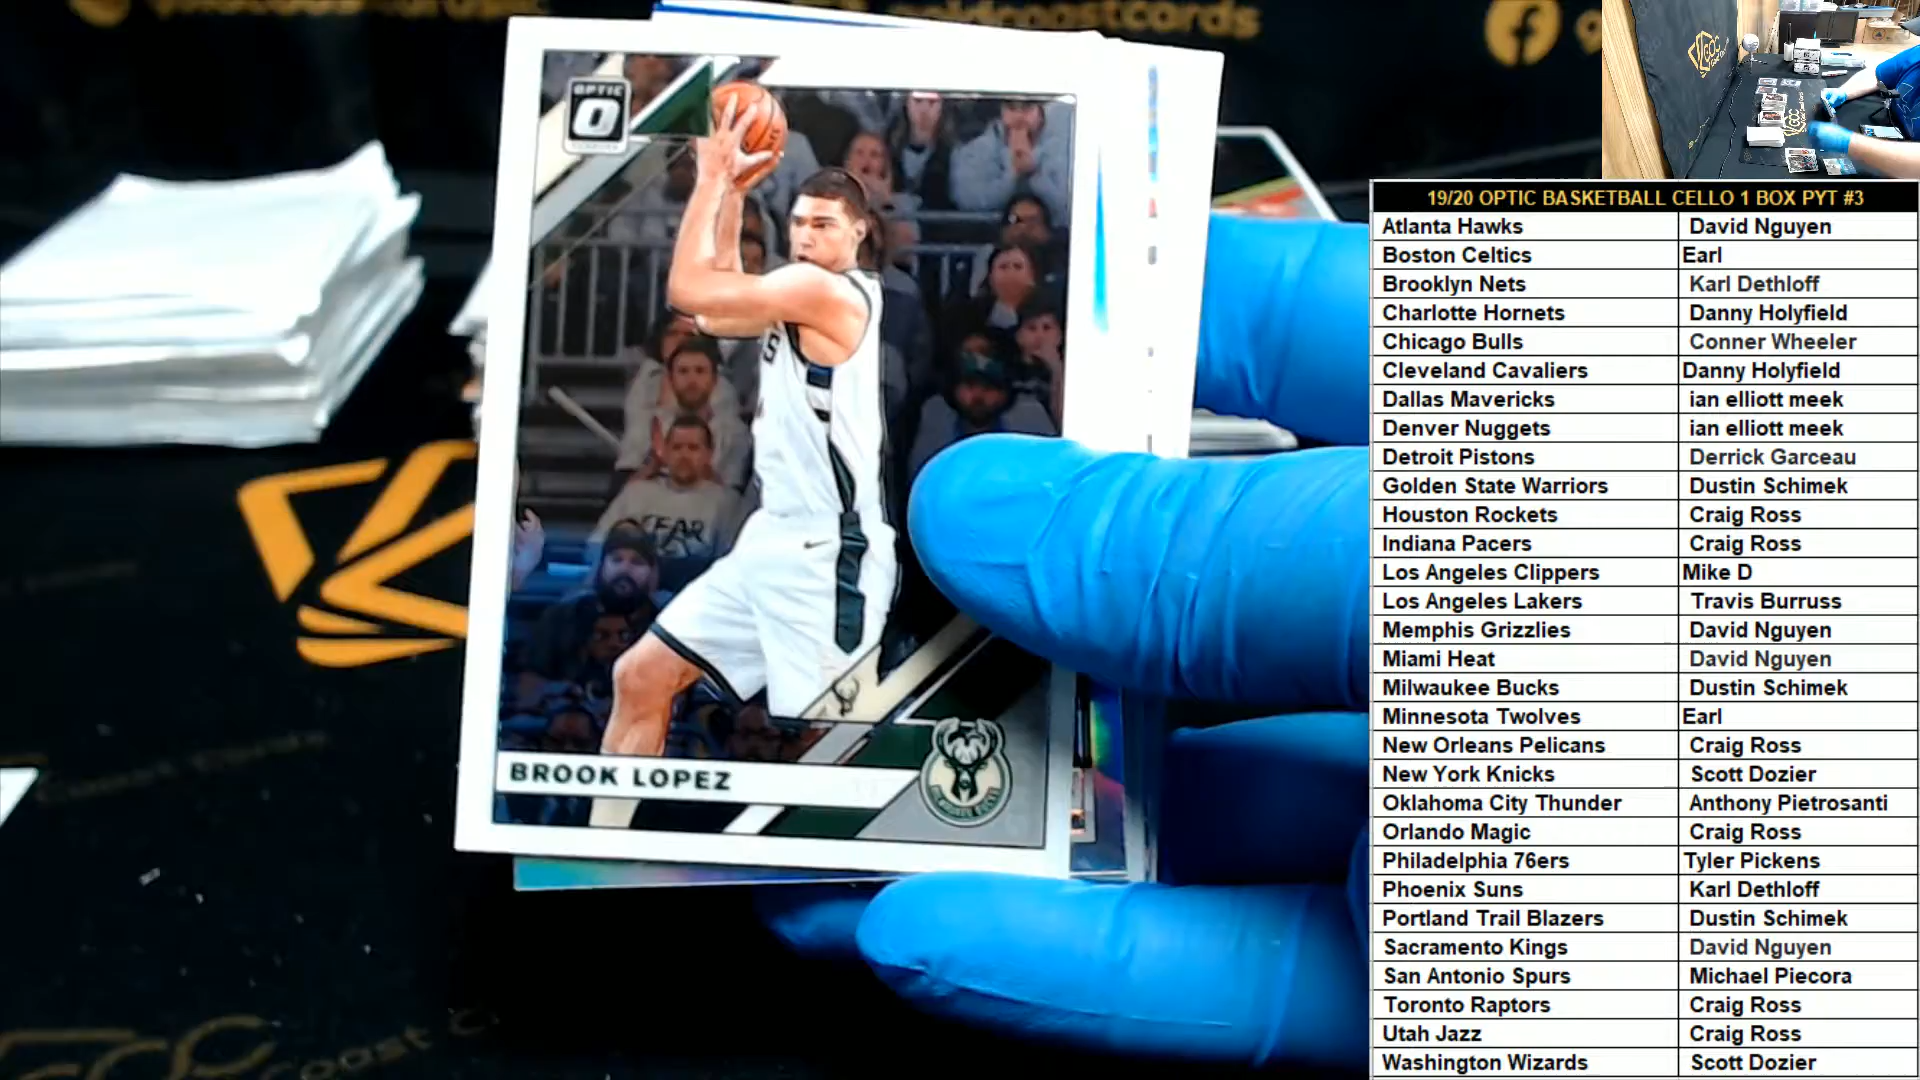 goldcoastcards
OPTIC
O
BROOK LOPEZ
FEAR
GCC
19/20 OPTIC BASKETBALL CELLO 1 BOX PYT #3
Atlanta Hawks David Nguyen
Boston Celtics Earl
Brooklyn Nets Karl Dethloff
Charlotte Hornets Danny Holyfield
Chicago Bulls Conner Wheeler
Cleveland Cavaliers Danny Holyfield
Dallas Mavericks ian elliott meek
Denver Nuggets ian elliott meek
Detroit Pistons Derrick Garceau
Golden State Warriors Dustin Schimek
Houston Rockets Craig Ross
Indiana Pacers Craig Ross
Los Angeles Clippers Mike D
Los Angeles Lakers Travis Burruss
Memphis Grizzlies David Nguyen
Miami Heat David Nguyen
Milwaukee Bucks Dustin Schimek
Minnesota Twolves Earl
New Orleans Pelicans Craig Ross
New York Knicks Scott Dozier
Oklahoma City Thunder Anthony Pietrosanti
Orlando Magic Craig Ross
Philadelphia 76ers Tyler Pickens
Phoenix Suns Karl Dethloff
Portland Trail Blazers Dustin Schimek
Sacramento Kings David Nguyen
San Antonio Spurs Michael Piecora
Toronto Raptors Craig Ross
Utah Jazz Craig Ross
Washington Wizards Scott Dozier